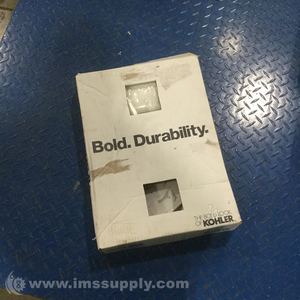 Bold. Durability.
THE BOLD LOOK
OF KOHLER
© www.imssupply.com